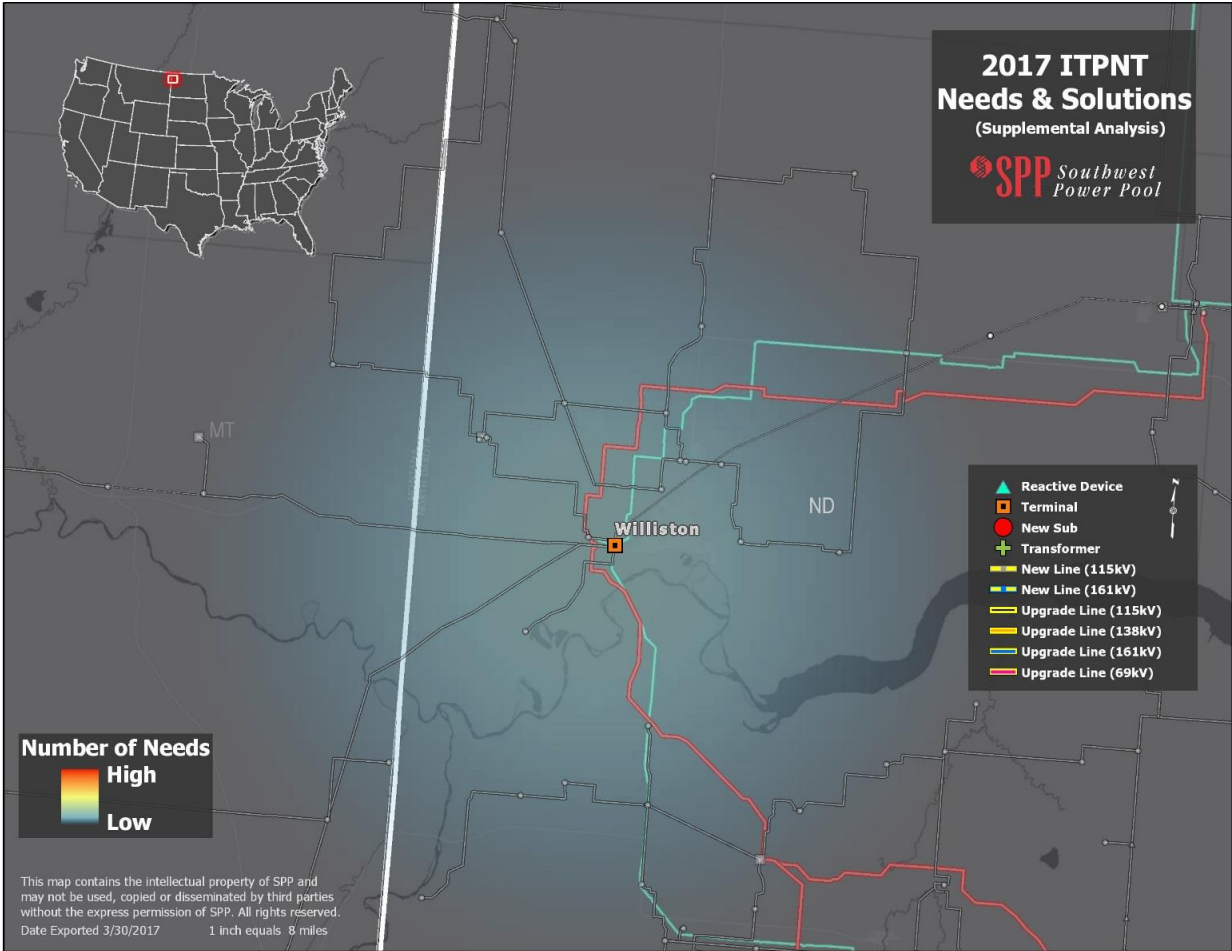 2017 ITPNT
Needs & Solutions
(Supplemental Analysis)
SPP Southwest
Power Pool
MT
ND
Williston
Reactive Device
Terminal
New Sub
Transformer
New Line (115kV)
New Line (161kV)
Upgrade Line (115kV)
Upgrade Line (138kV)
Upgrade Line (161kV)
Upgrade Line (69kV)
N
Number of Needs
High
Low
This map contains the intellectual property of SPP and
may not be used, copied or disseminated by third parties
without the express permission of SPP. All rights reserved.
Date Exported 3/30/2017 1 inch equals 8 miles